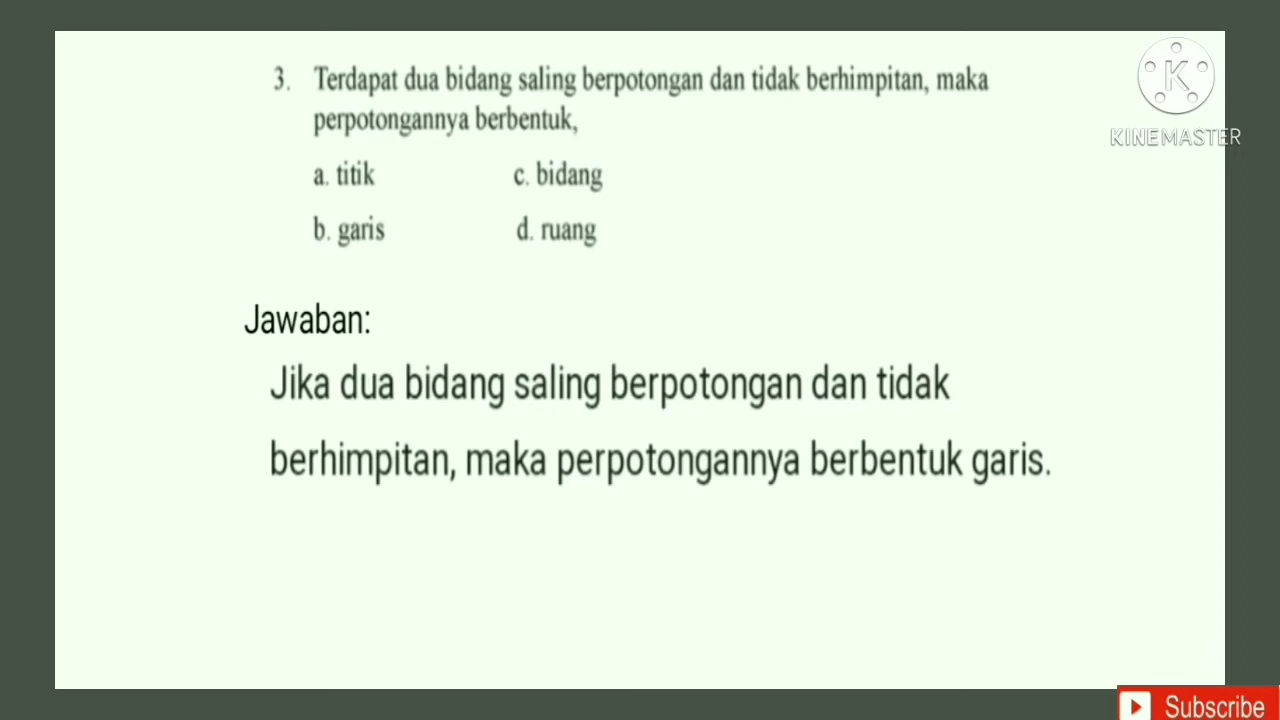 3. Terdapat dua bidang saling berpotongan dan tidak berhimpitan, maka
perpotongannya berbentuk,
a. titik c. bidang
b. garis d. ruang
K
KINEMASTER
Jawaban:
Jika dua bidang saling berpotongan dan tidak
berhimpitan, maka perpotongannya berbentuk garis.
Subscribe